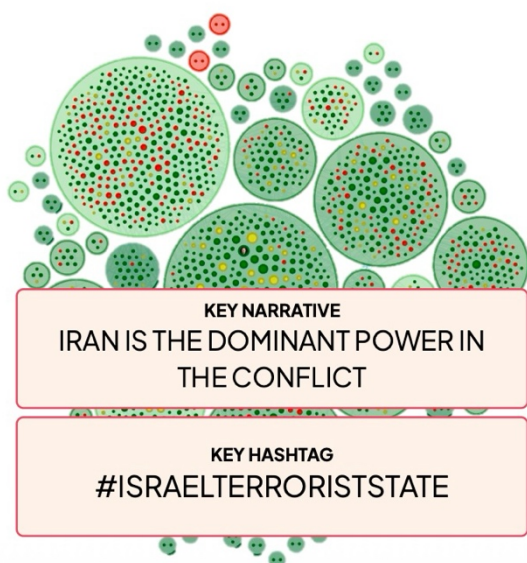 KEY NARRATIVE
IRAN IS THE DOMINANT POWER IN
THE CONFLICT
KEY HASHTAG
#ISRAELTERRORISTSTATE